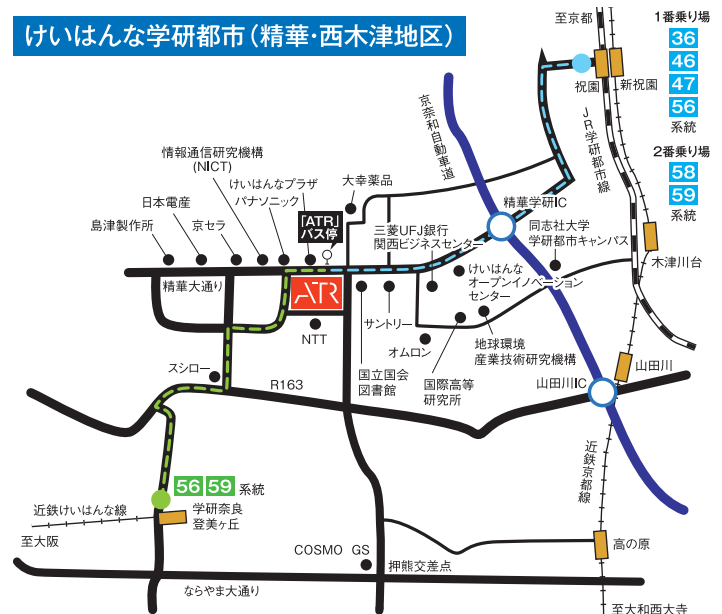 けいはんな学研都市(精華・西木津地区)
至京都
1番乗り場
36
46
47
56
系統
2番乗り場
58
59
系統
祝園
新祝園
JR学研都市線
京奈和自動車道
情報通信研究機構
(NICT)
けいはんなプラザ
大幸薬品
日本電産
パナソニック
島津製作所
京セラ
「ATR」
バス停
三菱UFJ銀行
関西ビジネスセンター
精華学研IC
同志社大学
学研都市キャンパス
木津川台
精華大通り
ATR
けいはんな
オープンイノベーション
センター
サントリー
NTT
オムロン
地球環境
産業技術研究機構
国立国会
図書館
国際高等
研究所
スシロー
R163
山田川
山田川IC
近鉄京都線
56 59 系統
近鉄けいはんな線
学研奈良
登美ヶ丘
至大阪
COSMO GS
押熊交差点
高の原
ならやま大通り
至大和西大寺